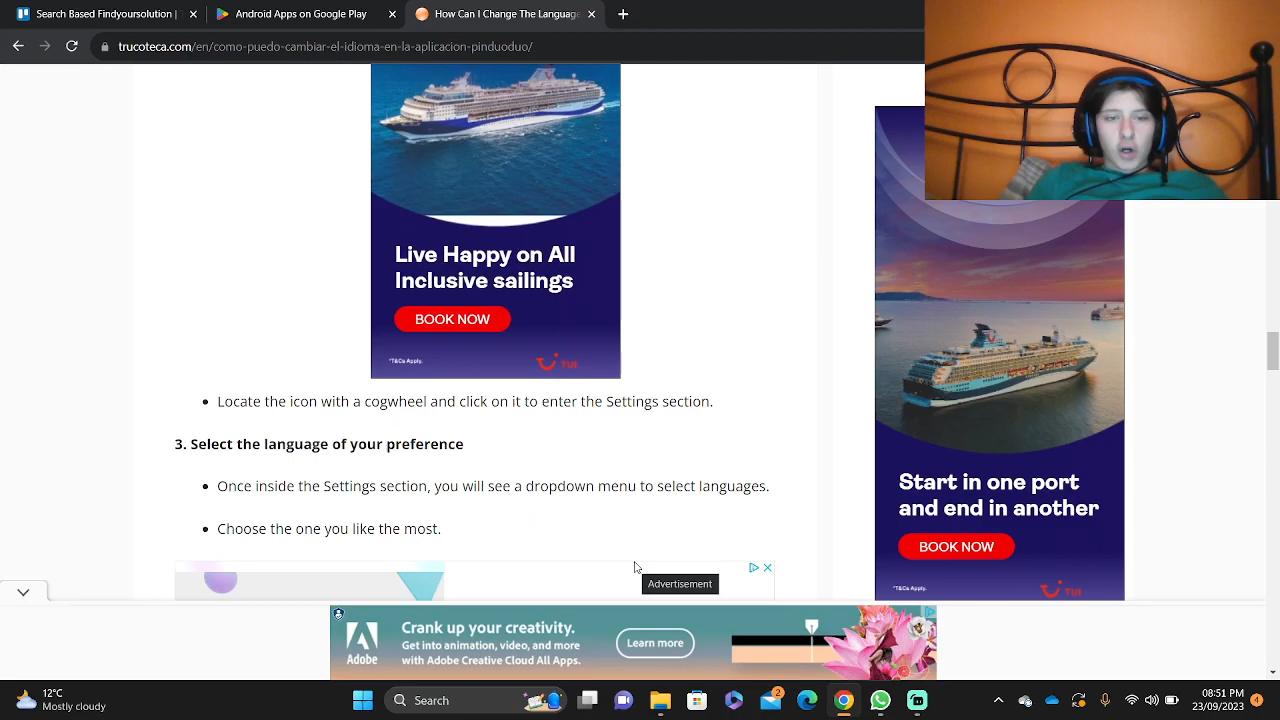 Search Based Findyoursolution
Android Apps on Google Play
How Can I Change The Language
trucoteca.com/en/como-puedo-cambiar-el-idioma-en-la-aplicacion-pinduoduo/
Live Happy on All
Inclusive sailings
BOOK NOW
*T&Cs Apply.
TUI
Locate the icon with a cogwheel and click on it to enter the Settings section.
3. Select the language of your preference
Once inside the Settings section, you will see a dropdown menu to select languages.
Choose the one you like the most.
Advertisement
Start in one port
and end in another
BOOK NOW
*T&Cs Apply.
TUI
Adobe
Crank up your creativity.
Get into animation, video, and more
with Adobe Creative Cloud All Apps.
Learn more
12°C
Mostly cloudy
Search
2
08:51 PM
23/09/2023
4